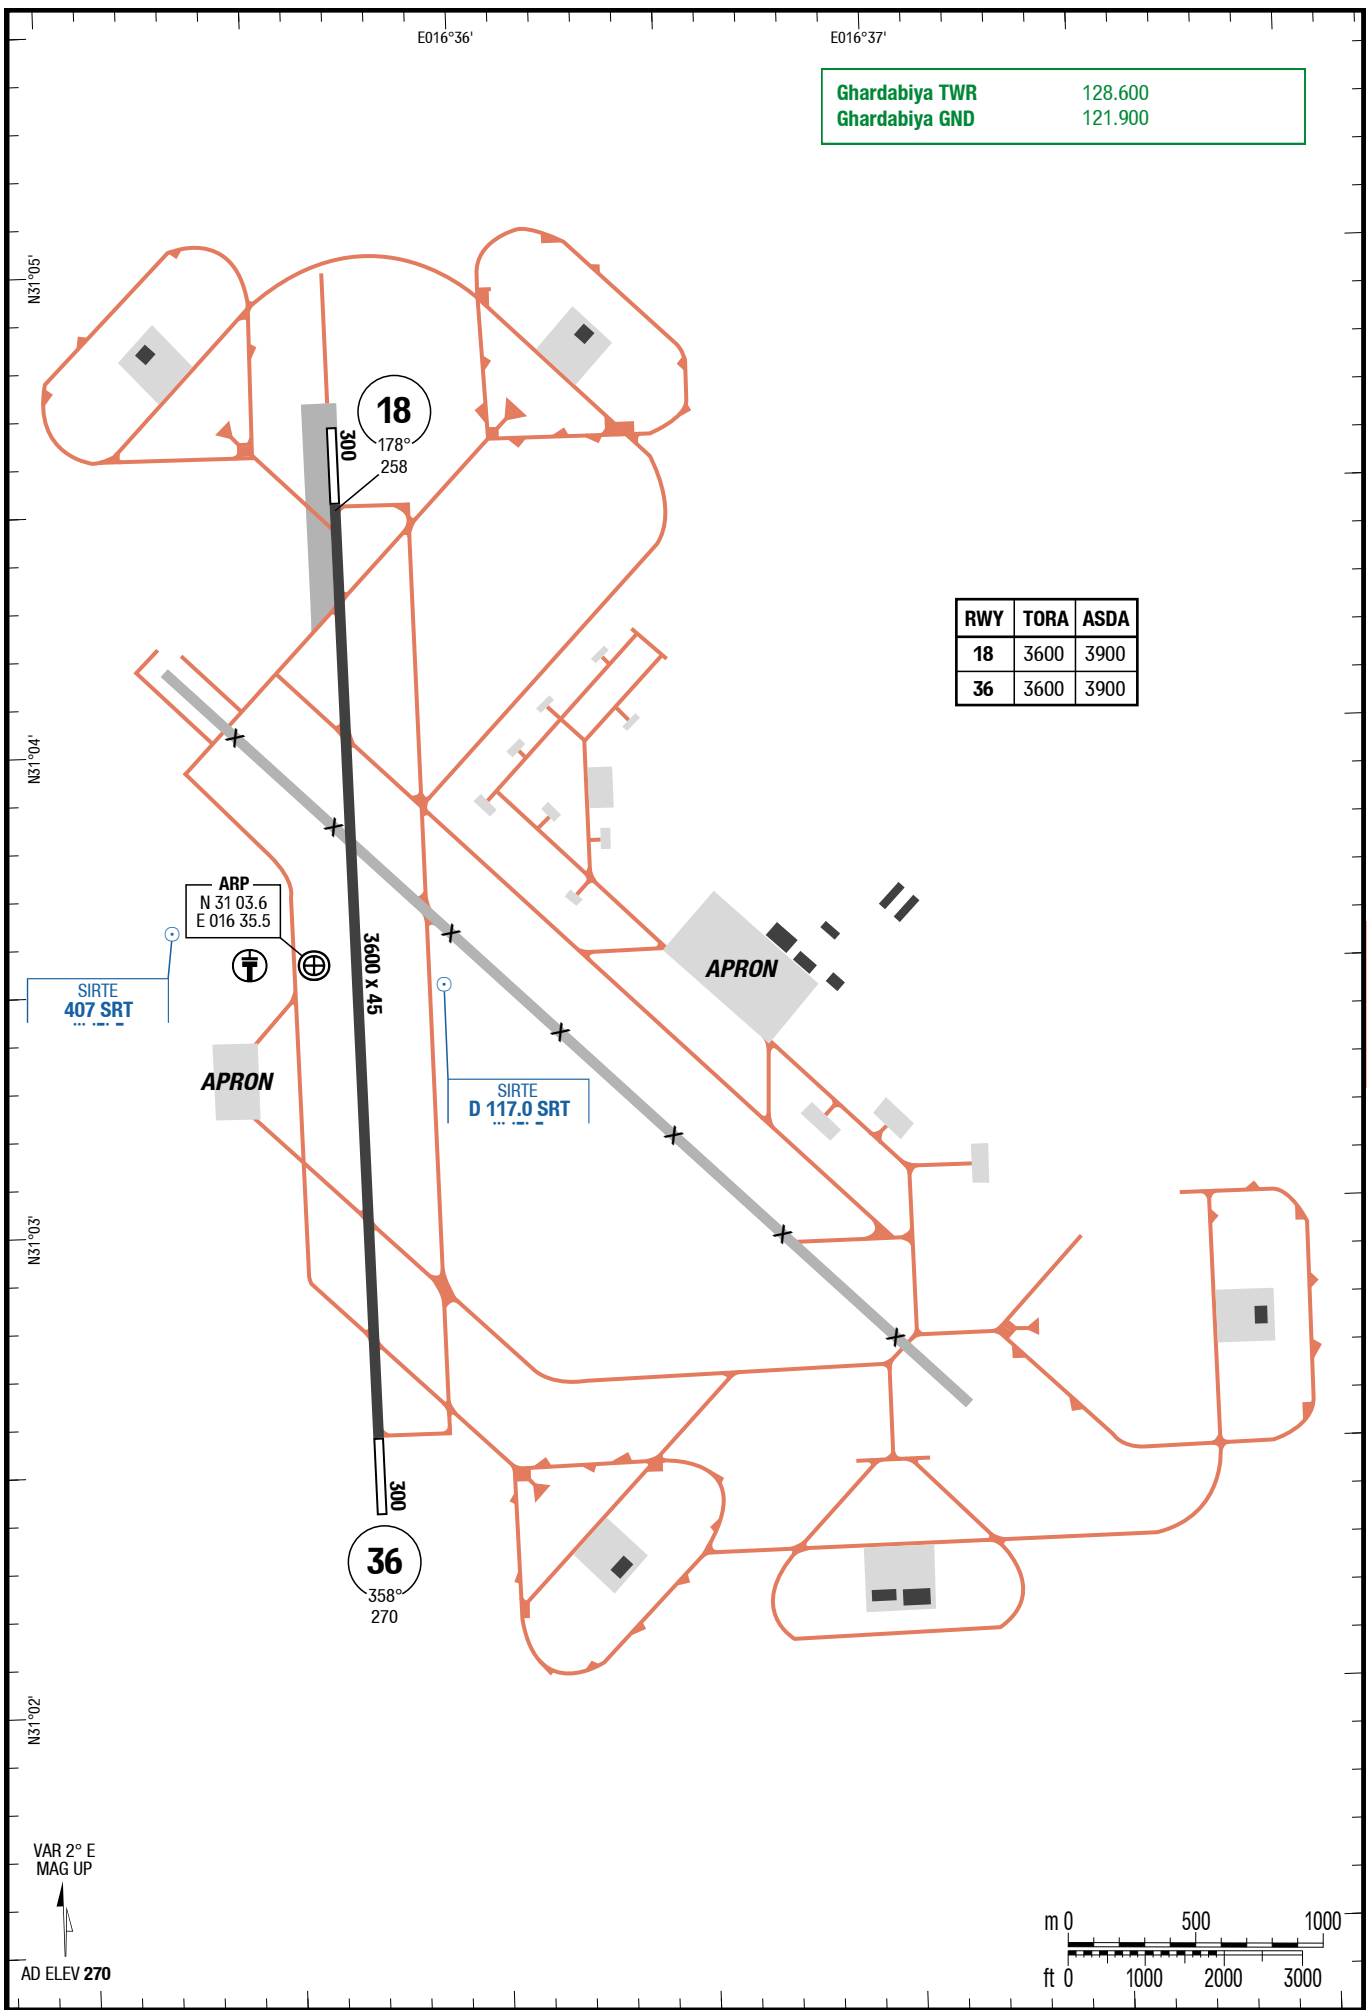 E016°36'
E016°37'
Ghardabiya TWR 128.600
Ghardabiya GND 121.900
N31°05'
18
178°
258
300
RWY TORA ASDA
18 3600 3900
36 3600 3900
N31°04'
ARP
N 31 03.6
E 016 35.5
3600 x 45
APRON
SIRTE
407 SRT
APRON
SIRTE
D 117.0 SRT
N31°03'
300
36
358°
270
N31°02'
VAR 2° E
MAG UP
AD ELEV 270
m 0 500 1000
ft 0 1000 2000 3000